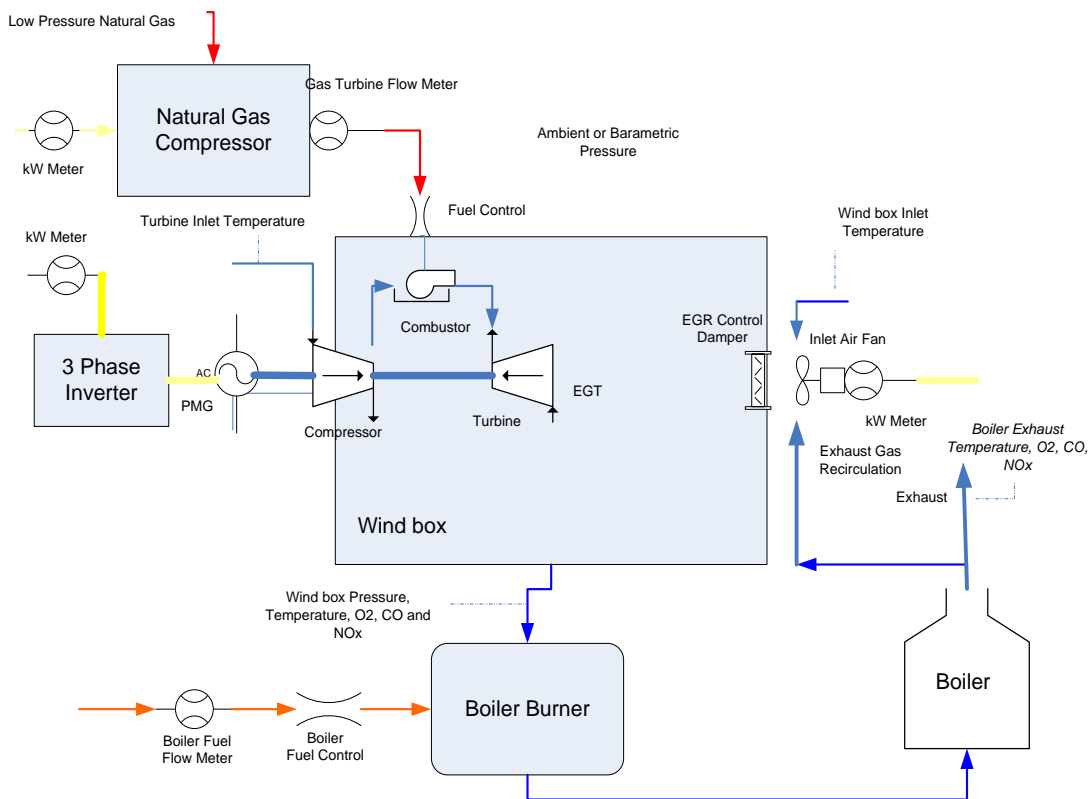 Low Pressure Natural Gas
Natural Gas
Compressor
Gas Turbine Flow Meter
kW Meter
Ambient or Barametric
Pressure
Fuel Control
Turbine Inlet Temperature
kW Meter
Wind box Inlet
Temperature
Combustor
EGR Control
Damper
Inlet Air Fan
3 Phase
Inverter
AC
PMG
EGT
Compressor
Turbine
kW Meter
Boiler Exhaust
Temperature, O2, CO,
NOx
Exhaust Gas
Recirculation
Exhaust
Wind box
Wind box Pressure,
Temperature, O2, CO and
NOx
Boiler Burner
Boiler
Boiler Fuel
Flow Meter
Boiler
Fuel Control